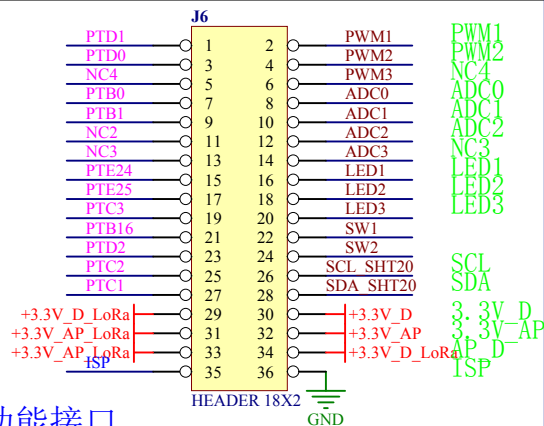 J6
PTD1 1 2 PWM1 PWM1
PTD0 3 4 PWM2 PWM2
NC4 5 6 PWM3 NC4
PTB0 7 8 ADC0 ADC0
PTB1 9 10 ADC1 ADC1
NC2 11 12 ADC2 ADC2
NC3 13 14 ADC3 NC3
PTE24 15 16 LED1 LED1
PTE25 17 18 LED2 LED2
PTC3 19 20 LED3 LED3
PTB16 21 22 SW1
PTD2 23 24 SW2
PTC2 25 26 SCL_SHT20 SCL
PTC1 27 28 SDA_SHT20 SDA
+3.3V_D_LoRa 29 30 +3.3V_D 3.3V_D
+3.3V_AP_LoRa 31 32 +3.3V_AP 3.3V_AP
+3.3V_AP_LoRa 33 34 +3.3V_D_LoRa AP_D
ISP 35 36 ISP
HEADER 18X2
GND
功能接口